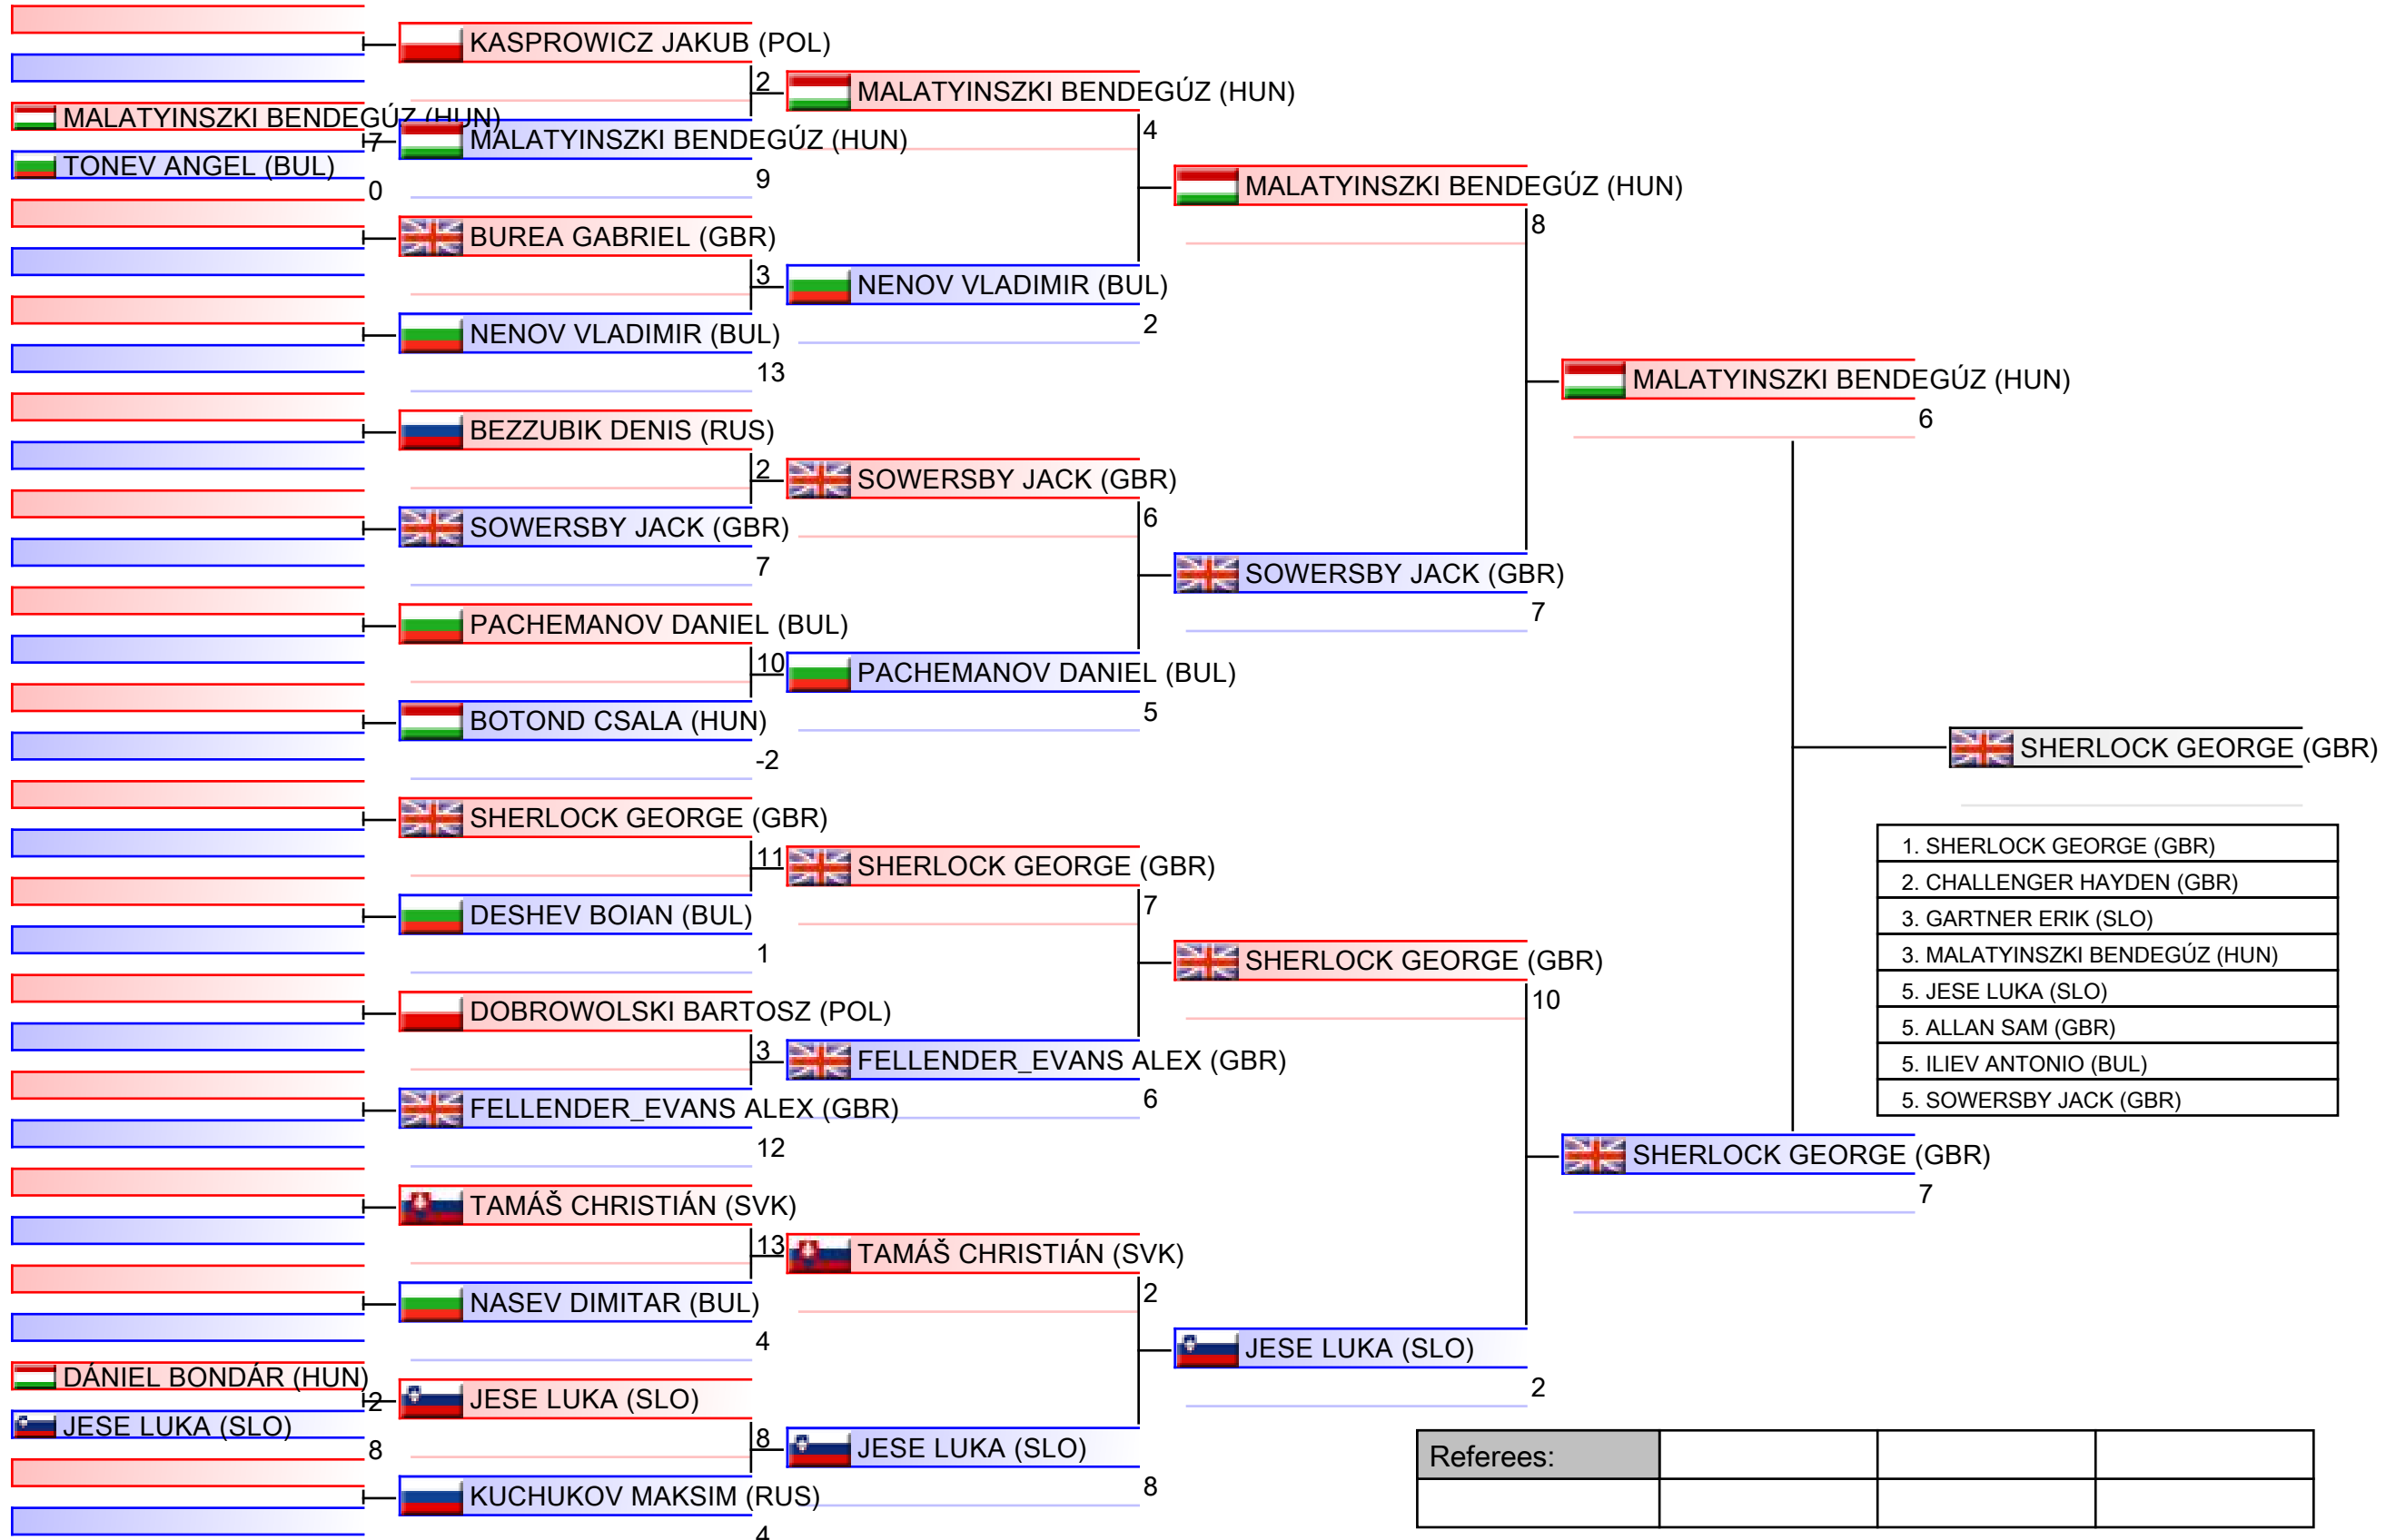 MALATYINSZKI BENDEGÚZ (HUN)
7
TONEV ANGEL (BUL)
0
DÁNIEL BONDÁR (HUN)
2
JESE LUKA (SLO)
8
KASPROWICZ JAKUB (POL)
2
MALATYINSZKI BENDEGÚZ (HUN)
9
BUREA GABRIEL (GBR)
3
NENOV VLADIMIR (BUL)
13
BEZZUBIK DENIS (RUS)
2
SOWERSBY JACK (GBR)
7
PACHEMANOV DANIEL (BUL)
10
BOTOND CSALA (HUN)
-2
SHERLOCK GEORGE (GBR)
11
DESHEV BOIAN (BUL)
1
DOBROWOLSKI BARTOSZ (POL)
3
FELLENDER_EVANS ALEX (GBR)
12
TAMÁŠ CHRISTIÁN (SVK)
13
NASEV DIMITAR (BUL)
4
JESE LUKA (SLO)
8
KUCHUKOV MAKSIM (RUS)
4
MALATYINSZKI BENDEGÚZ (HUN)
4
NENOV VLADIMIR (BUL)
2
SOWERSBY JACK (GBR)
6
PACHEMANOV DANIEL (BUL)
5
SHERLOCK GEORGE (GBR)
7
FELLENDER_EVANS ALEX (GBR)
6
TAMÁŠ CHRISTIÁN (SVK)
2
JESE LUKA (SLO)
8
MALATYINSZKI BENDEGÚZ (HUN)
8
SOWERSBY JACK (GBR)
7
SHERLOCK GEORGE (GBR)
10
JESE LUKA (SLO)
2
MALATYINSZKI BENDEGÚZ (HUN)
6
SHERLOCK GEORGE (GBR)
7
SHERLOCK GEORGE (GBR)
1. SHERLOCK GEORGE (GBR)
2. CHALLENGER HAYDEN (GBR)
3. GARTNER ERIK (SLO)
3. MALATYINSZKI BENDEGÚZ (HUN)
5. JESE LUKA (SLO)
5. ALLAN SAM (GBR)
5. ILIEV ANTONIO (BUL)
5. SOWERSBY JACK (GBR)
Referees: